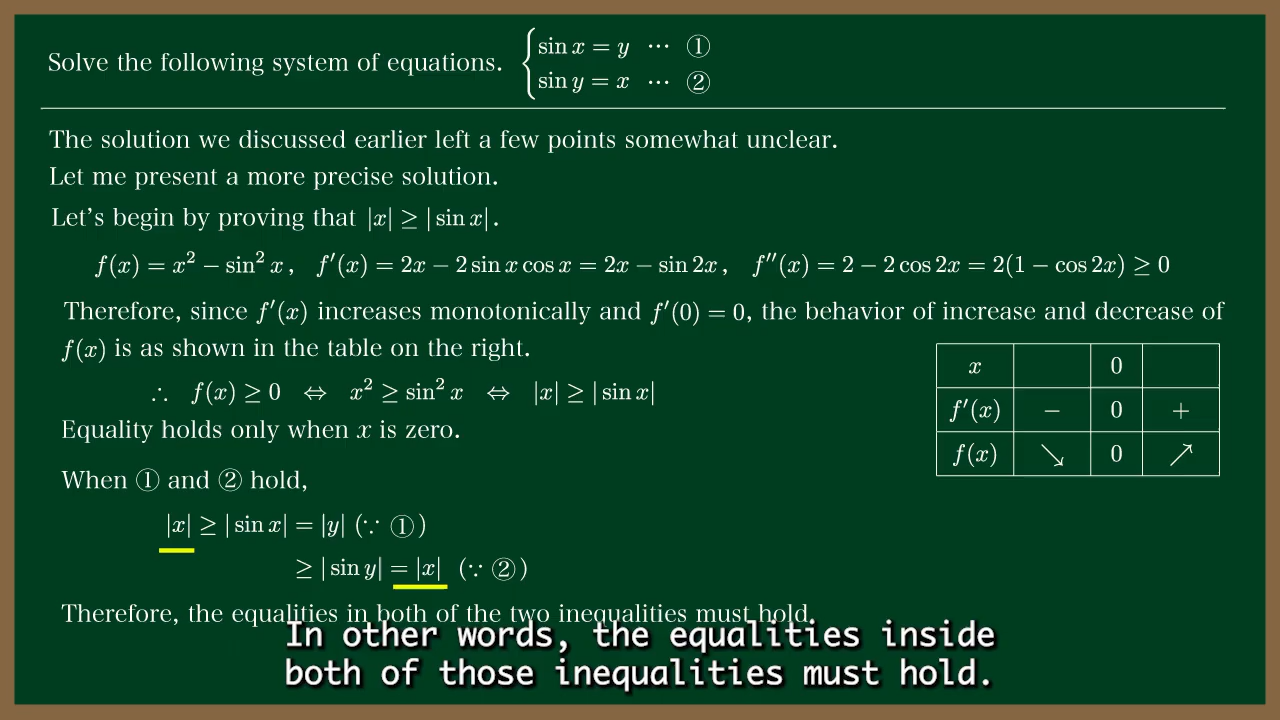 Solve the following system of equations. { sin x = y ⋯ ①
sin y = x ⋯ ②
The solution we discussed earlier left a few points somewhat unclear.
Let me present a more precise solution.
Let's begin by proving that |x| ≥ |sin x|.
f(x) = x² − sin² x, f′(x) = 2x − 2 sin x cos x = 2x − sin 2x, f′′(x) = 2 − 2 cos 2x = 2(1 − cos 2x) ≥ 0
Therefore, since f′(x) increases monotonically and f′(0) = 0, the behavior of increase and decrease of
f(x) is as shown in the table on the right.
x 0
∴ f(x) ≥ 0 ⇔ x² ≥ sin² x ⇔ |x| ≥ |sin x|
f′(x) − 0 +
Equality holds only when x is zero.
f(x) ↘ 0 ↗
When ① and ② hold,
|x| ≥ |sin x| = |y| (∵ ①)
≥ |sin y| = |x| (∵ ②)
Therefore, the equalities in both of the two inequalities must hold.
In other words, the equalities inside
both of those inequalities must hold.